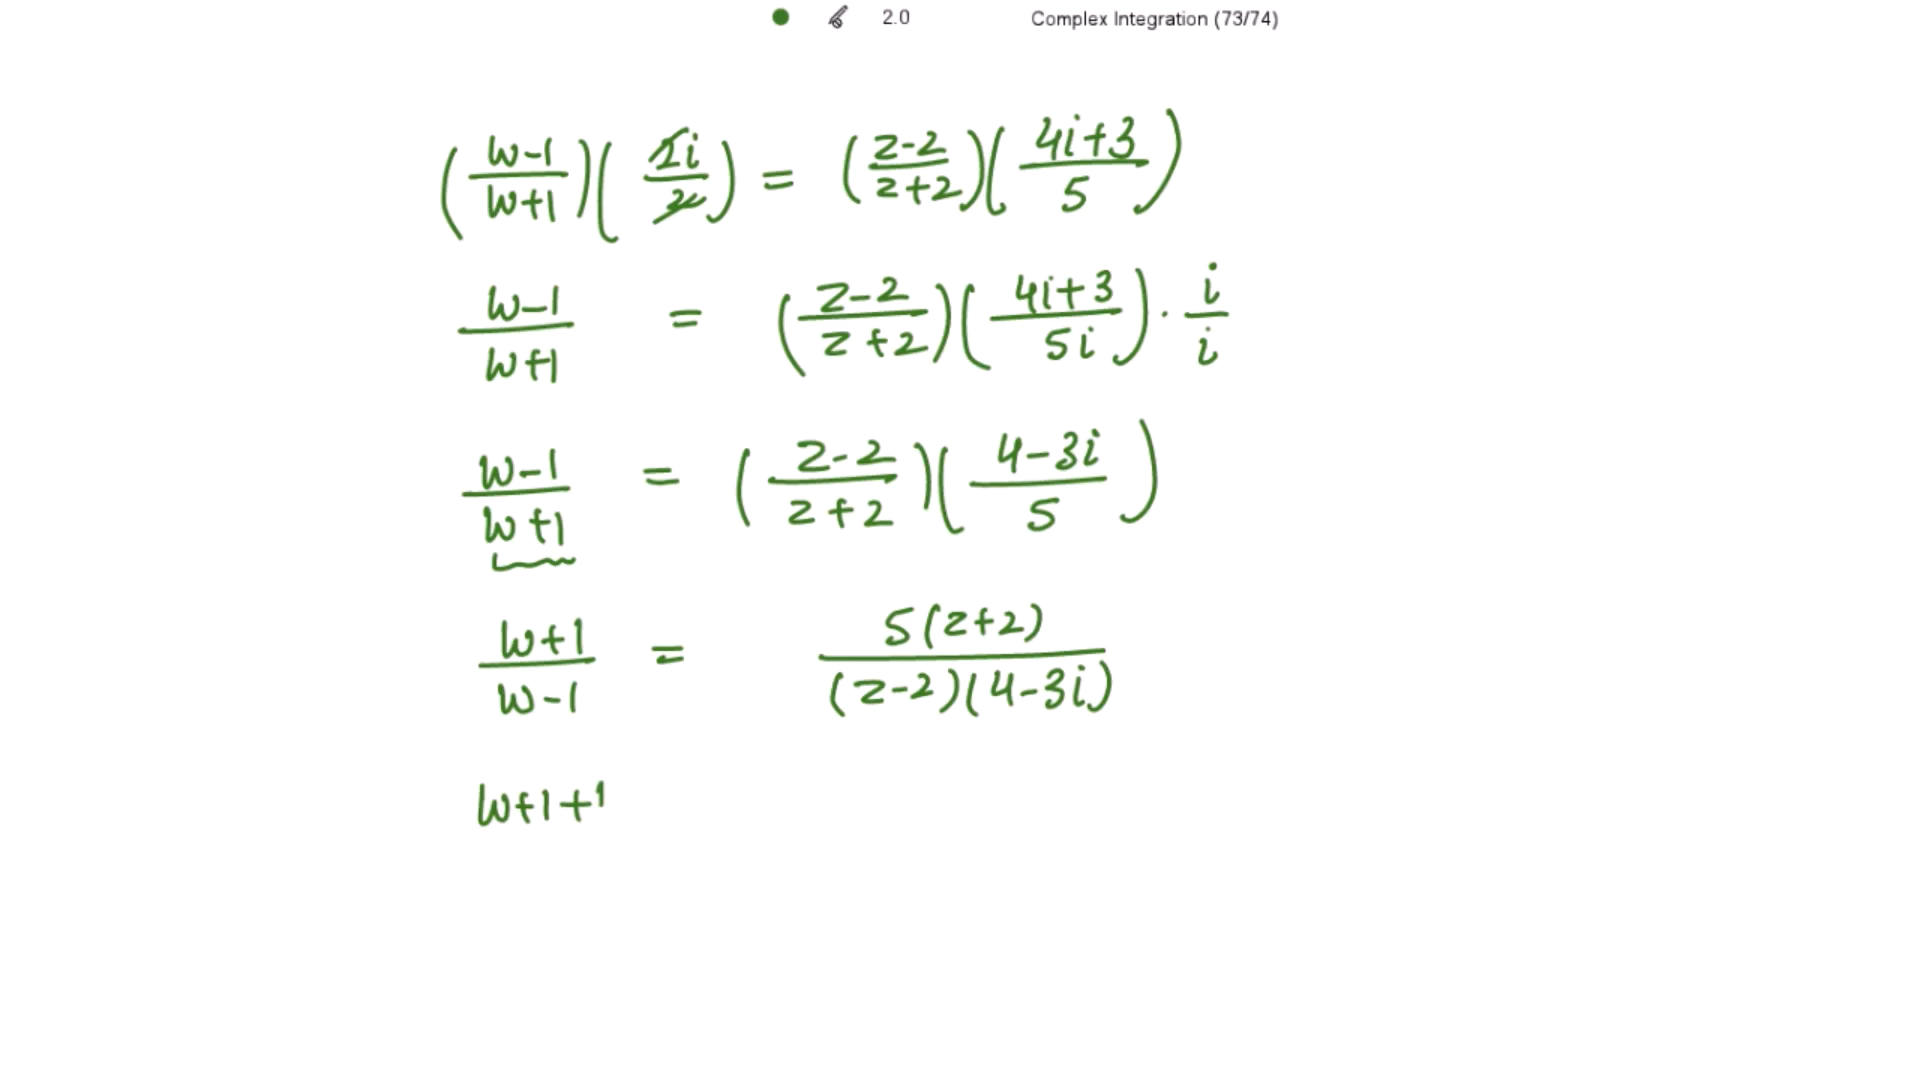 2.0 Complex Integration (73/74)
((w-1)/(w+1))(2i/2) = ((z-2)/(z+2))((4i+3)/5)
(w-1)/(w+1) = ((z-2)/(z+2))((4i+3)/5i) · i/i
(w-1)/(w+1) = ((z-2)/(z+2))((4-3i)/5)
(w+1)/(w-1) = 5(z+2)/((z-2)(4-3i))
w+1+1